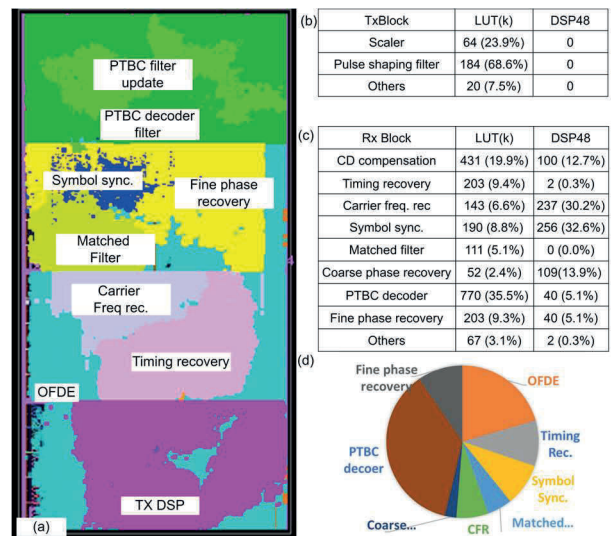 PTBC filter
update
PTBC decoder
filter
Symbol sync.
Fine phase
recovery
Matched
Filter
Carrier
Freq rec.
Timing recovery
OFDE
TX DSP
(a)
(b)
TxBlock LUT(k) DSP48
Scaler 64 (23.9%) 0
Pulse shaping filter 184 (68.6%) 0
Others 20 (7.5%) 0
(c)
Rx Block LUT(k) DSP48
CD compensation 431 (19.9%) 100 (12.7%)
Timing recovery 203 (9.4%) 2 (0.3%)
Carrier freq. rec 143 (6.6%) 237 (30.2%)
Symbol sync. 190 (8.8%) 256 (32.6%)
Matched filter 111 (5.1%) 0 (0.0%)
Coarse phase recovery 52 (2.4%) 109(13.9%)
PTBC decoder 770 (35.5%) 40 (5.1%)
Fine phase recovery 203 (9.3%) 40 (5.1%)
Others 67 (3.1%) 2 (0.3%)
(d)
Fine phase
recovery
OFDE
Timing
Rec.
Symbol
Sync.
Matched...
CFR
Coarse...
PTBC
decoer